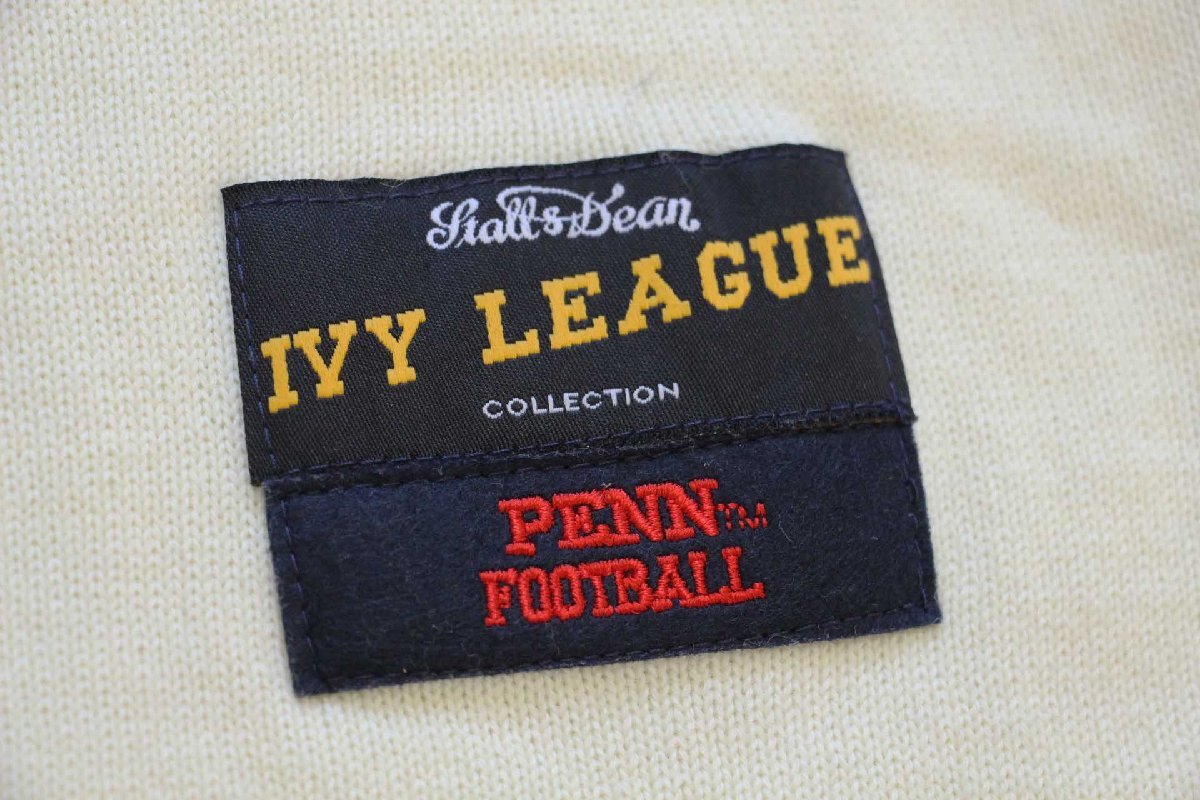 Stall & Dean
IVY LEAGUE
COLLECTION
PENN™
FOOTBALL